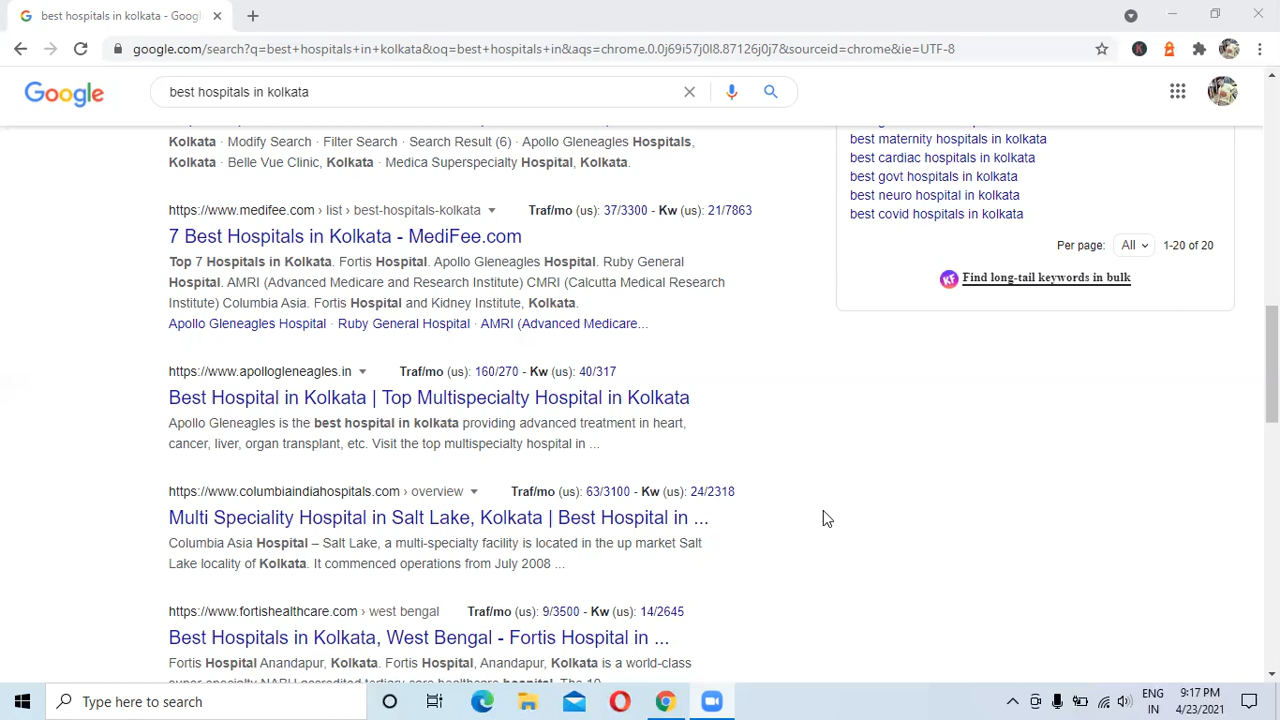 best hospitals in kolkata - Goog
google.com/search?q=best+hospitals+in+kolkata&oq=best+hospitals+in&aqs=chrome.0.0j69i57j0l8.87126j0j7&sourceid=chrome&ie=UTF-8
Google
best hospitals in kolkata
Kolkata · Modify Search · Filter Search · Search Result (6) · Apollo Gleneagles Hospitals,
Kolkata · Belle Vue Clinic, Kolkata · Medica Superspecialty Hospital, Kolkata.
https://www.medifee.com › list › best-hospitals-kolkata
Traf/mo (us): 37/3300 - Kw (us): 21/7863
7 Best Hospitals in Kolkata - MediFee.com
Top 7 Hospitals in Kolkata. Fortis Hospital. Apollo Gleneagles Hospital. Ruby General
Hospital. AMRI (Advanced Medicare and Research Institute) CMRI (Calcutta Medical Research
Institute) Columbia Asia. Fortis Hospital and Kidney Institute, Kolkata.
Apollo Gleneagles Hospital · Ruby General Hospital · AMRI (Advanced Medicare...
https://www.apollogleneagles.in
Traf/mo (us): 160/270 - Kw (us): 40/317
Best Hospital in Kolkata | Top Multispecialty Hospital in Kolkata
Apollo Gleneagles is the best hospital in kolkata providing advanced treatment in heart,
cancer, liver, organ transplant, etc. Visit the top multispecialty hospital in ...
https://www.columbiaindiahospitals.com › overview
Traf/mo (us): 63/3100 - Kw (us): 24/2318
Multi Speciality Hospital in Salt Lake, Kolkata | Best Hospital in ...
Columbia Asia Hospital – Salt Lake, a multi-specialty facility is located in the up market Salt
Lake locality of Kolkata. It commenced operations from July 2008 ...
https://www.fortishealthcare.com › west bengal
Traf/mo (us): 9/3500 - Kw (us): 14/2645
Best Hospitals in Kolkata, West Bengal - Fortis Hospital in ...
Fortis Hospital Anandapur, Kolkata. Fortis Hospital, Anandapur, Kolkata is a world-class
best maternity hospitals in kolkata
best cardiac hospitals in kolkata
best govt hospitals in kolkata
best neuro hospital in kolkata
best covid hospitals in kolkata
Per page: All 1-20 of 20
KF Find long-tail keywords in bulk
Type here to search
ENG
IN
9:17 PM
4/23/2021